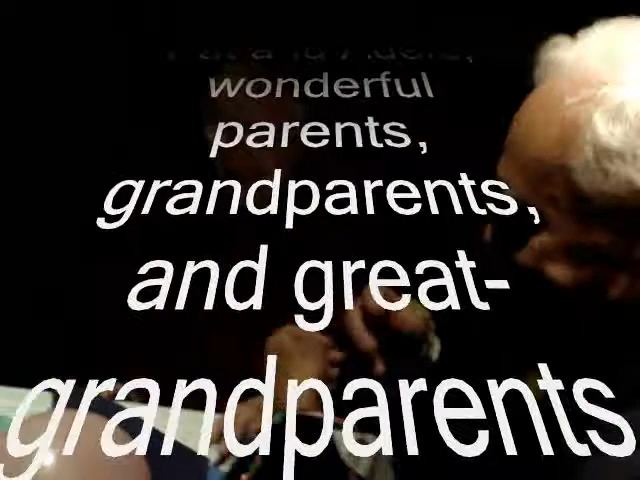 wonderful
parents,
grandparents,
and great-
grandparents